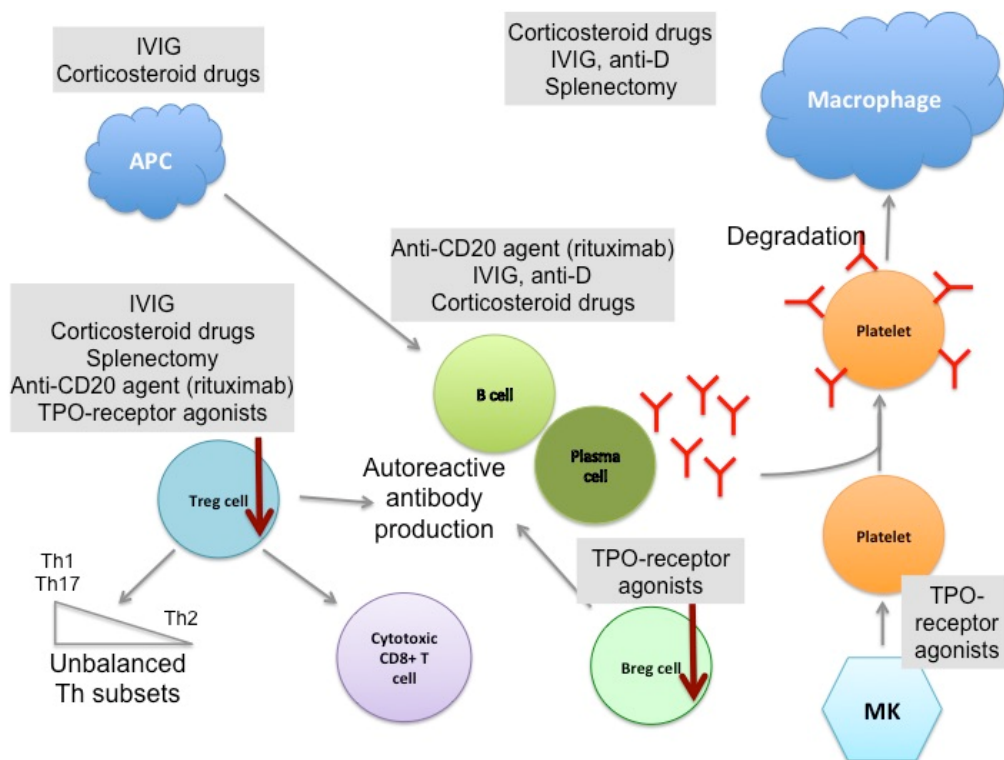 IVIG
Corticosteroid drugs
APC
Corticosteroid drugs
IVIG, anti-D
Splenectomy
Macrophage
Degradation
Anti-CD20 agent (rituximab)
IVIG, anti-D
Corticosteroid drugs
IVIG
Corticosteroid drugs
Splenectomy
Anti-CD20 agent (rituximab)
TPO-receptor agonists
Platelet
B cell
Plasma
cell
Autoreactive
antibody
production
Treg cell
Platelet
TPO-receptor
agonists
TPO-
receptor
agonists
Th1
Th17
Th2
Unbalanced
Th subsets
Cytotoxic
CD8+ T
cell
Breg cell
MK